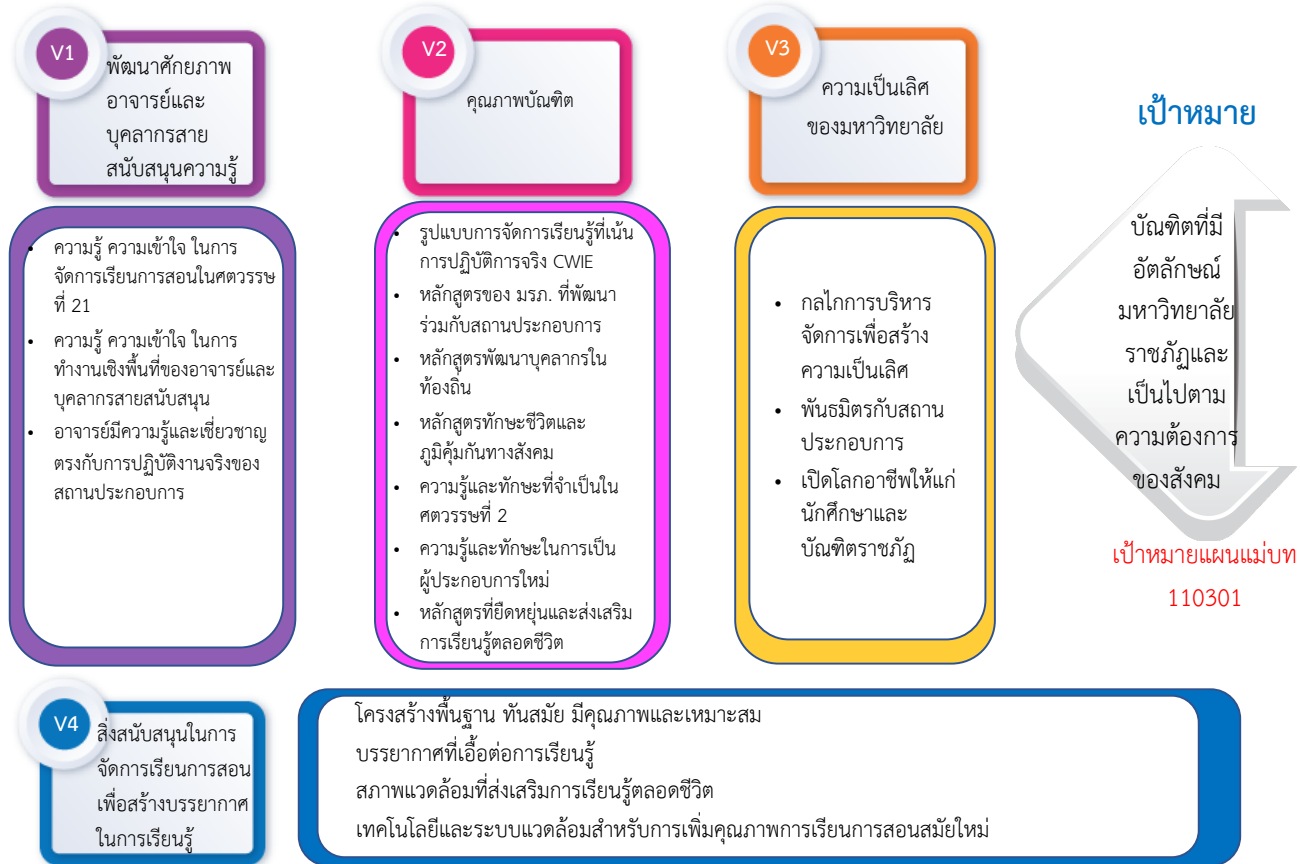 V1
พัฒนาศักยภาพ
อาจารย์และ
บุคลากรสาย
สนับสนุนความรู้
V2
คุณภาพบัณฑิต
V3
ความเป็นเลิศ
ของมหาวิทยาลัย
เป้าหมาย
• ความรู้ ความเข้าใจ ในการ
จัดการเรียนการสอนในศตวรรษ
ที่ 21
• ความรู้ ความเข้าใจ ในการ
ทำงานเชิงพื้นที่ของอาจารย์และ
บุคลากรสายสนับสนุน
• อาจารย์มีความรู้และเชี่ยวชาญ
ตรงกับการปฏิบัติงานจริงของ
สถานประกอบการ
• รูปแบบการจัดการเรียนรู้ที่เน้น
การปฏิบัติการจริง CWIE
• หลักสูตรของ มรภ. ที่พัฒนา
ร่วมกับสถานประกอบการ
• หลักสูตรพัฒนาบุคลากรใน
ท้องถิ่น
• หลักสูตรทักษะชีวิตและ
ภูมิคุ้มกันทางสังคม
• ความรู้และทักษะที่จำเป็นใน
ศตวรรษที่ 2
• ความรู้และทักษะในการเป็น
ผู้ประกอบการใหม่
• หลักสูตรที่ยืดหยุ่นและส่งเสริม
การเรียนรู้ตลอดชีวิต
• กลไกการบริหาร
จัดการเพื่อสร้าง
ความเป็นเลิศ
• พันธมิตรกับสถาน
ประกอบการ
• เปิดโลกอาชีพให้แก่
นักศึกษาและ
บัณฑิตราชภัฏ
บัณฑิตที่มี
อัตลักษณ์
มหาวิทยาลัย
ราชภัฏและ
เป็นไปตาม
ความต้องการ
ของสังคม
เป้าหมายแผนแม่บท
110301
V4
สิ่งสนับสนุนในการ
จัดการเรียนการสอน
เพื่อสร้างบรรยากาศ
ในการเรียนรู้
โครงสร้างพื้นฐาน ทันสมัย มีคุณภาพและเหมาะสม
บรรยากาศที่เอื้อต่อการเรียนรู้
สภาพแวดล้อมที่ส่งเสริมการเรียนรู้ตลอดชีวิต
เทคโนโลยีและระบบแวดล้อมสำหรับการเพิ่มคุณภาพการเรียนการสอนสมัยใหม่